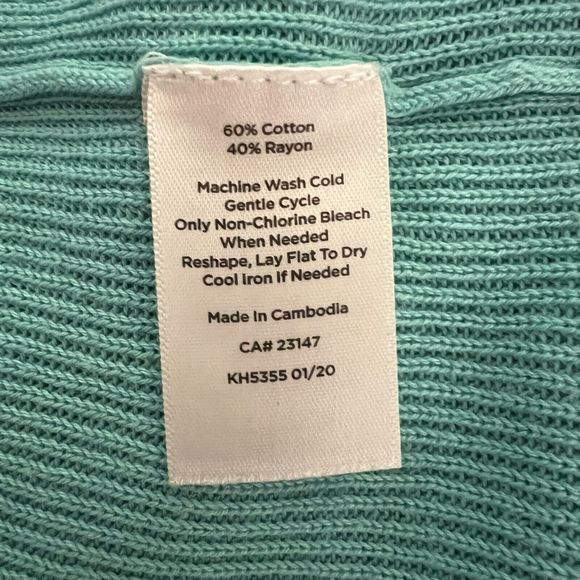 60% Cotton
40% Rayon
Machine Wash Cold
Gentle Cycle
Only Non-Chlorine Bleach
When Needed
Reshape, Lay Flat To Dry
Cool Iron If Needed
Made In Cambodia
CA# 23147
KH5355 01/20